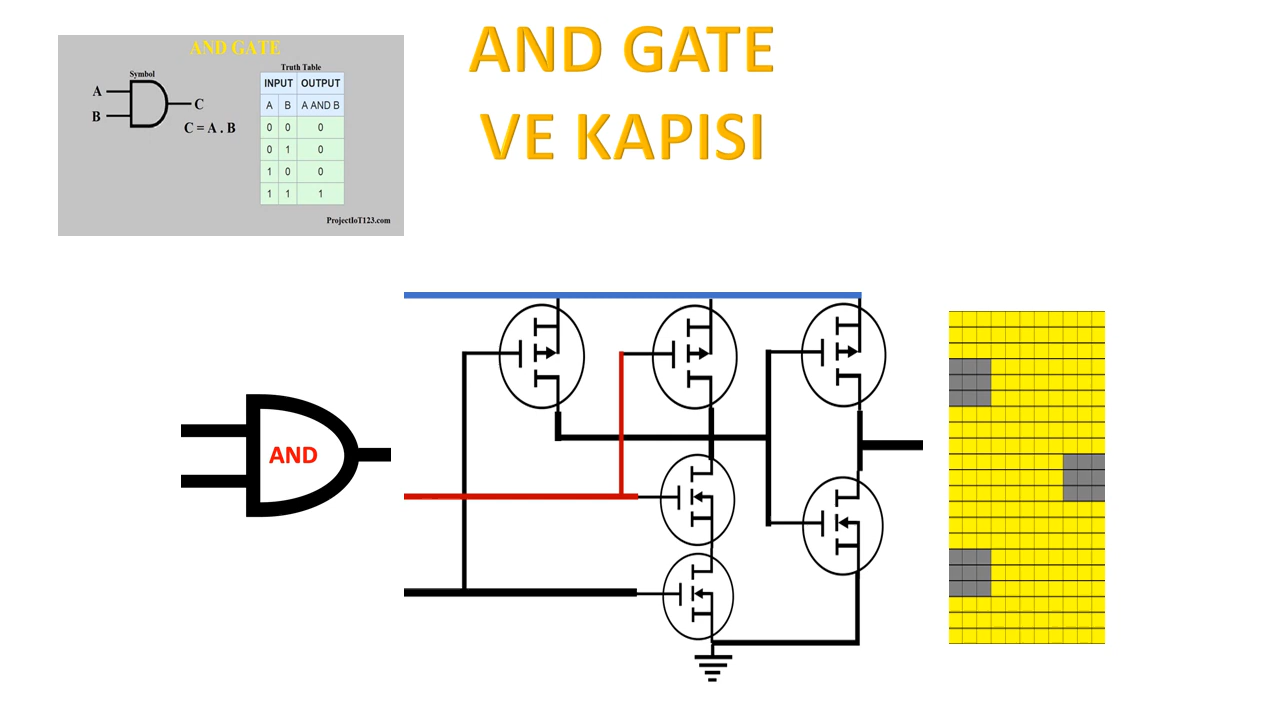 AND GATE
VE KAPISI
AND GATE
Symbol
A
B
C
C = A . B
Truth Table
INPUT OUTPUT
A B A AND B
0 0 0
0 1 0
1 0 0
1 1 1
ProjectIoT123.com
AND